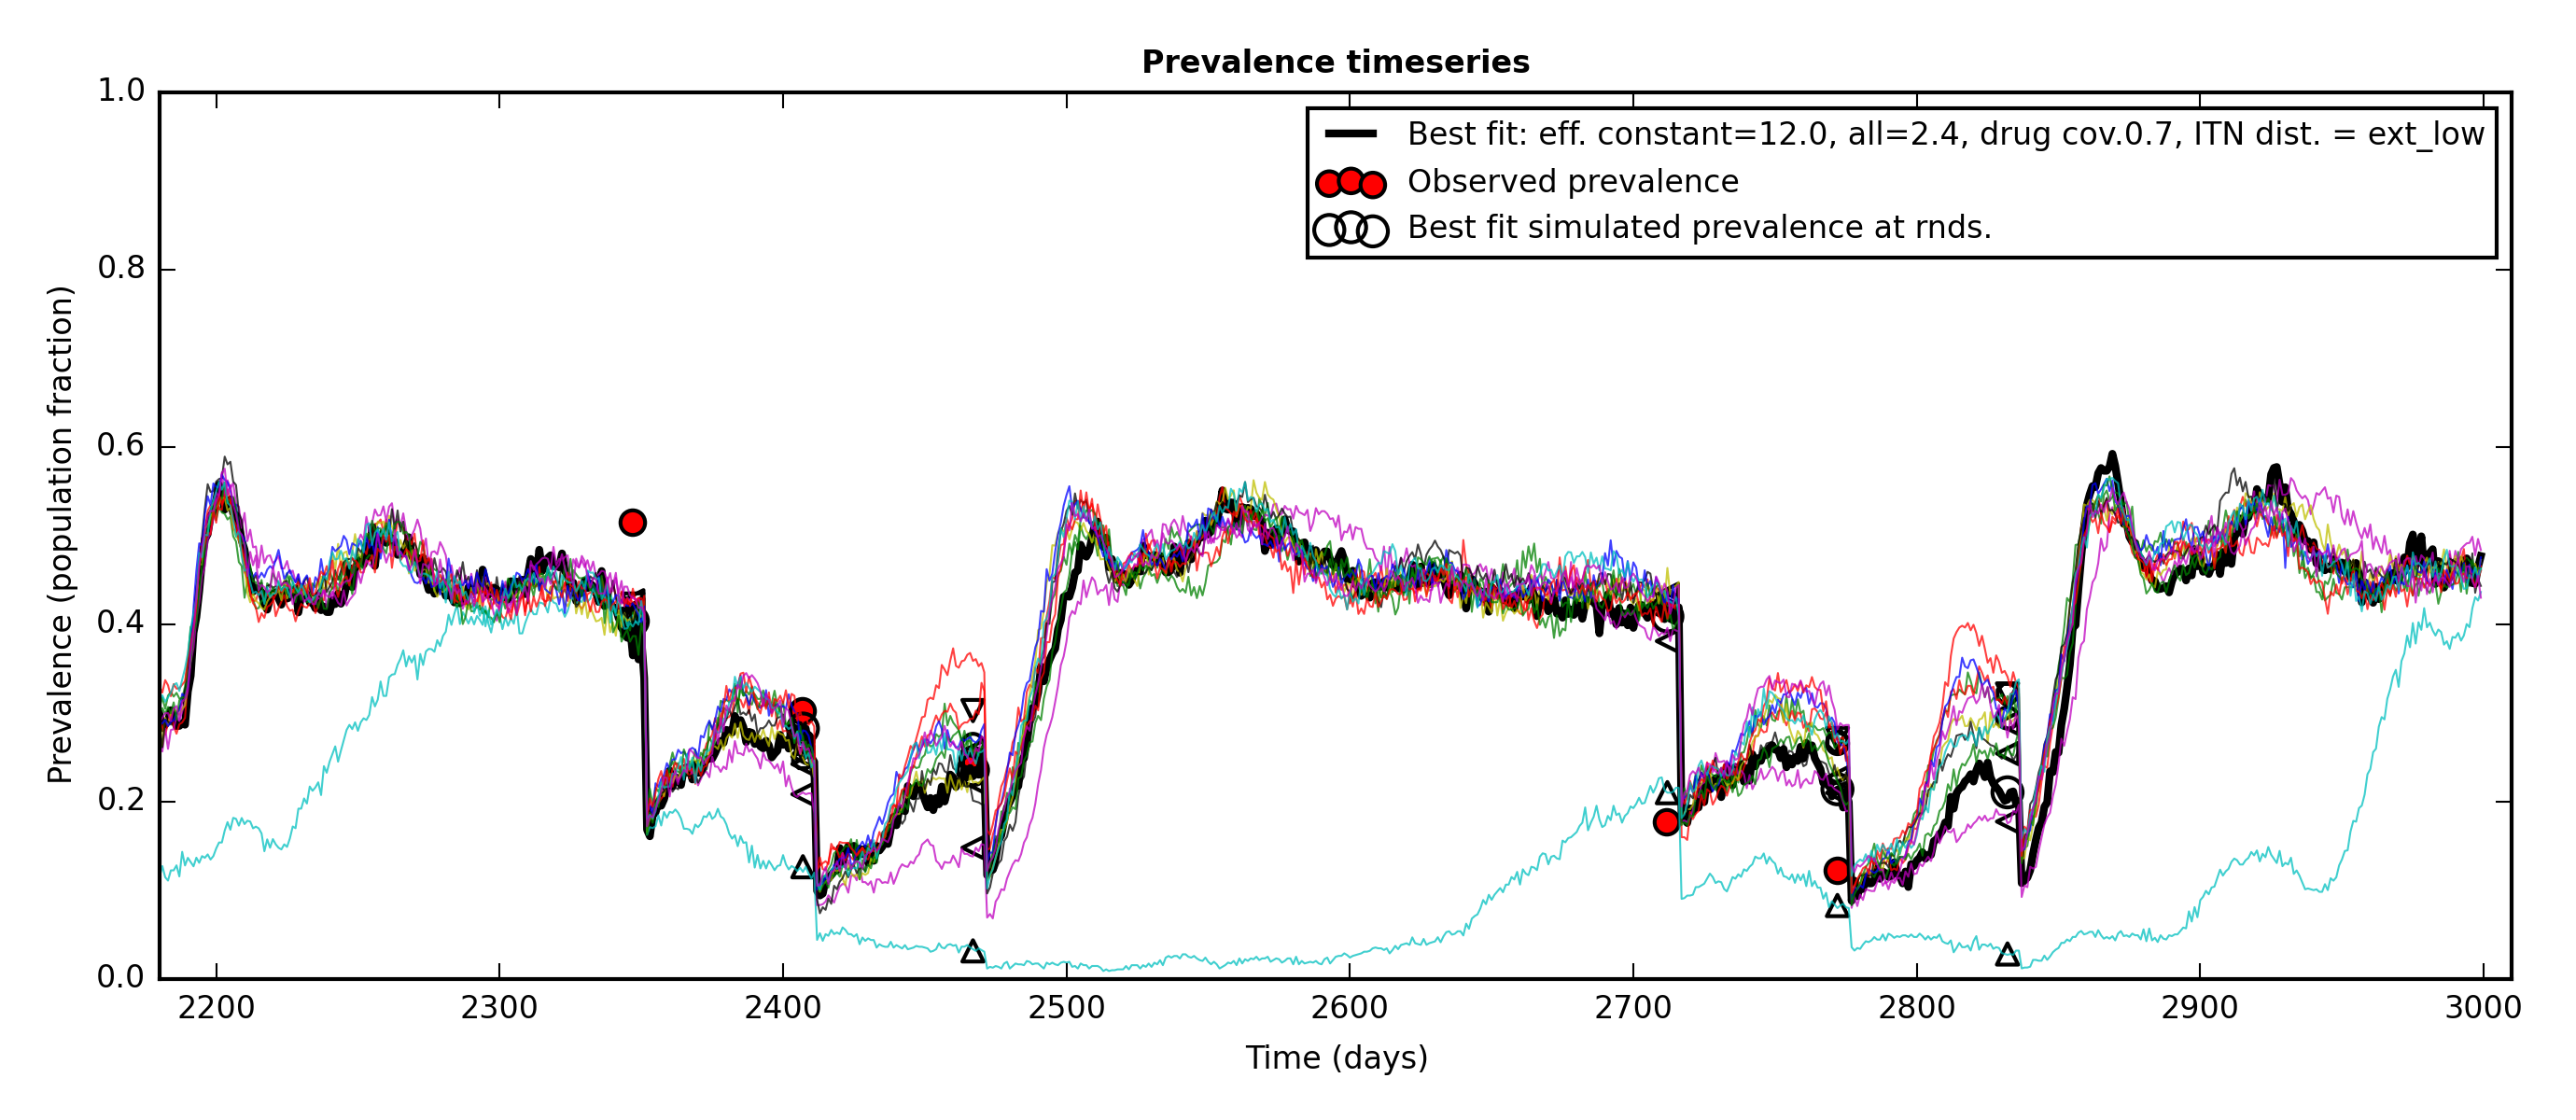 Prevalence timeseries
Best fit: eff. constant=12.0, all=2.4, drug cov.0.7, ITN dist. = ext_low
Observed prevalence
Best fit simulated prevalence at rnds.
Prevalence (population fraction)
1.0
0.8
0.6
0.4
0.2
0.0
2200 2300 2400 2500 2600 2700 2800 2900 3000
Time (days)